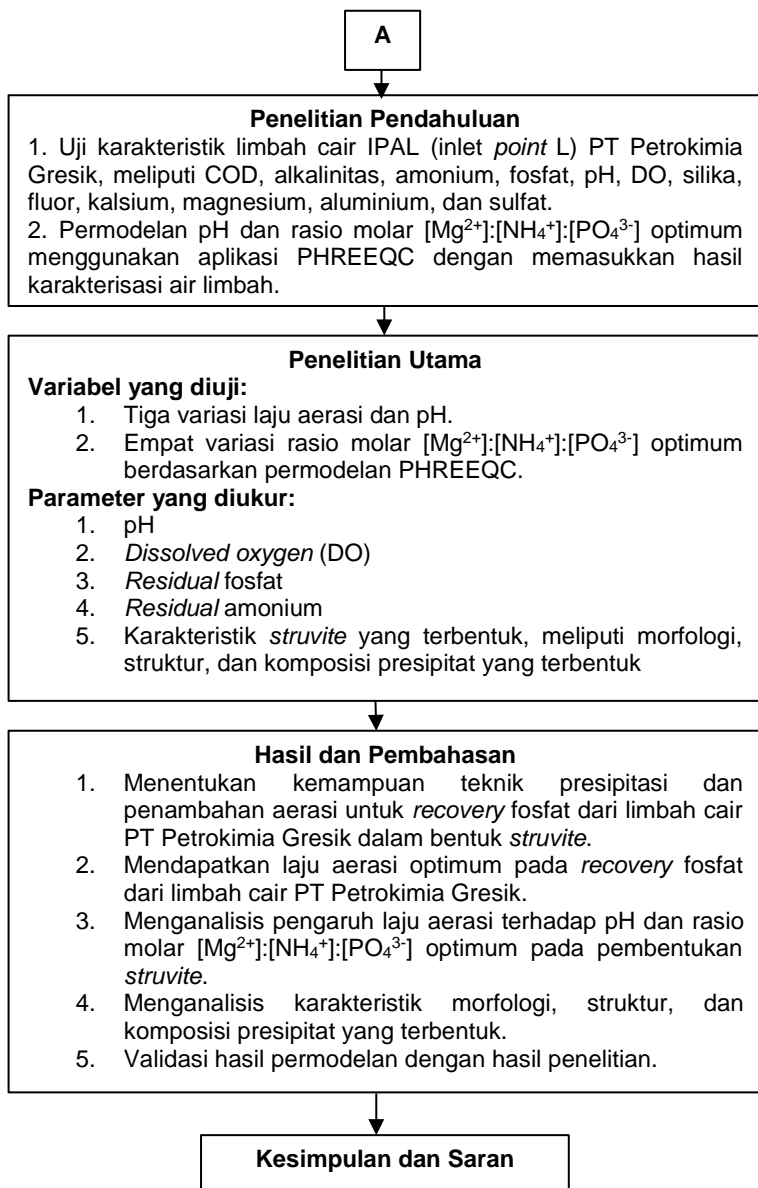 A
Penelitian Pendahuluan
1. Uji karakteristik limbah cair IPAL (inlet point L) PT Petrokimia
Gresik, meliputi COD, alkalinitas, amonium, fosfat, pH, DO, silika,
fluor, kalsium, magnesium, aluminium, dan sulfat.
2. Permodelan pH dan rasio molar [Mg²⁺]:[NH₄⁺]:[PO₄³⁻] optimum
menggunakan aplikasi PHREEQC dengan memasukkan hasil
karakterisasi air limbah.
Penelitian Utama
Variabel yang diuji:
1. Tiga variasi laju aerasi dan pH.
2. Empat variasi rasio molar [Mg²⁺]:[NH₄⁺]:[PO₄³⁻] optimum
berdasarkan permodelan PHREEQC.
Parameter yang diukur:
1. pH
2. Dissolved oxygen (DO)
3. Residual fosfat
4. Residual amonium
5. Karakteristik struvite yang terbentuk, meliputi morfologi,
struktur, dan komposisi presipitat yang terbentuk
Hasil dan Pembahasan
1. Menentukan kemampuan teknik presipitasi dan
penambahan aerasi untuk recovery fosfat dari limbah cair
PT Petrokimia Gresik dalam bentuk struvite.
2. Mendapatkan laju aerasi optimum pada recovery fosfat
dari limbah cair PT Petrokimia Gresik.
3. Menganalisis pengaruh laju aerasi terhadap pH dan rasio
molar [Mg²⁺]:[NH₄⁺]:[PO₄³⁻] optimum pada pembentukan
struvite.
4. Menganalisis karakteristik morfologi, struktur, dan
komposisi presipitat yang terbentuk.
5. Validasi hasil permodelan dengan hasil penelitian.
Kesimpulan dan Saran